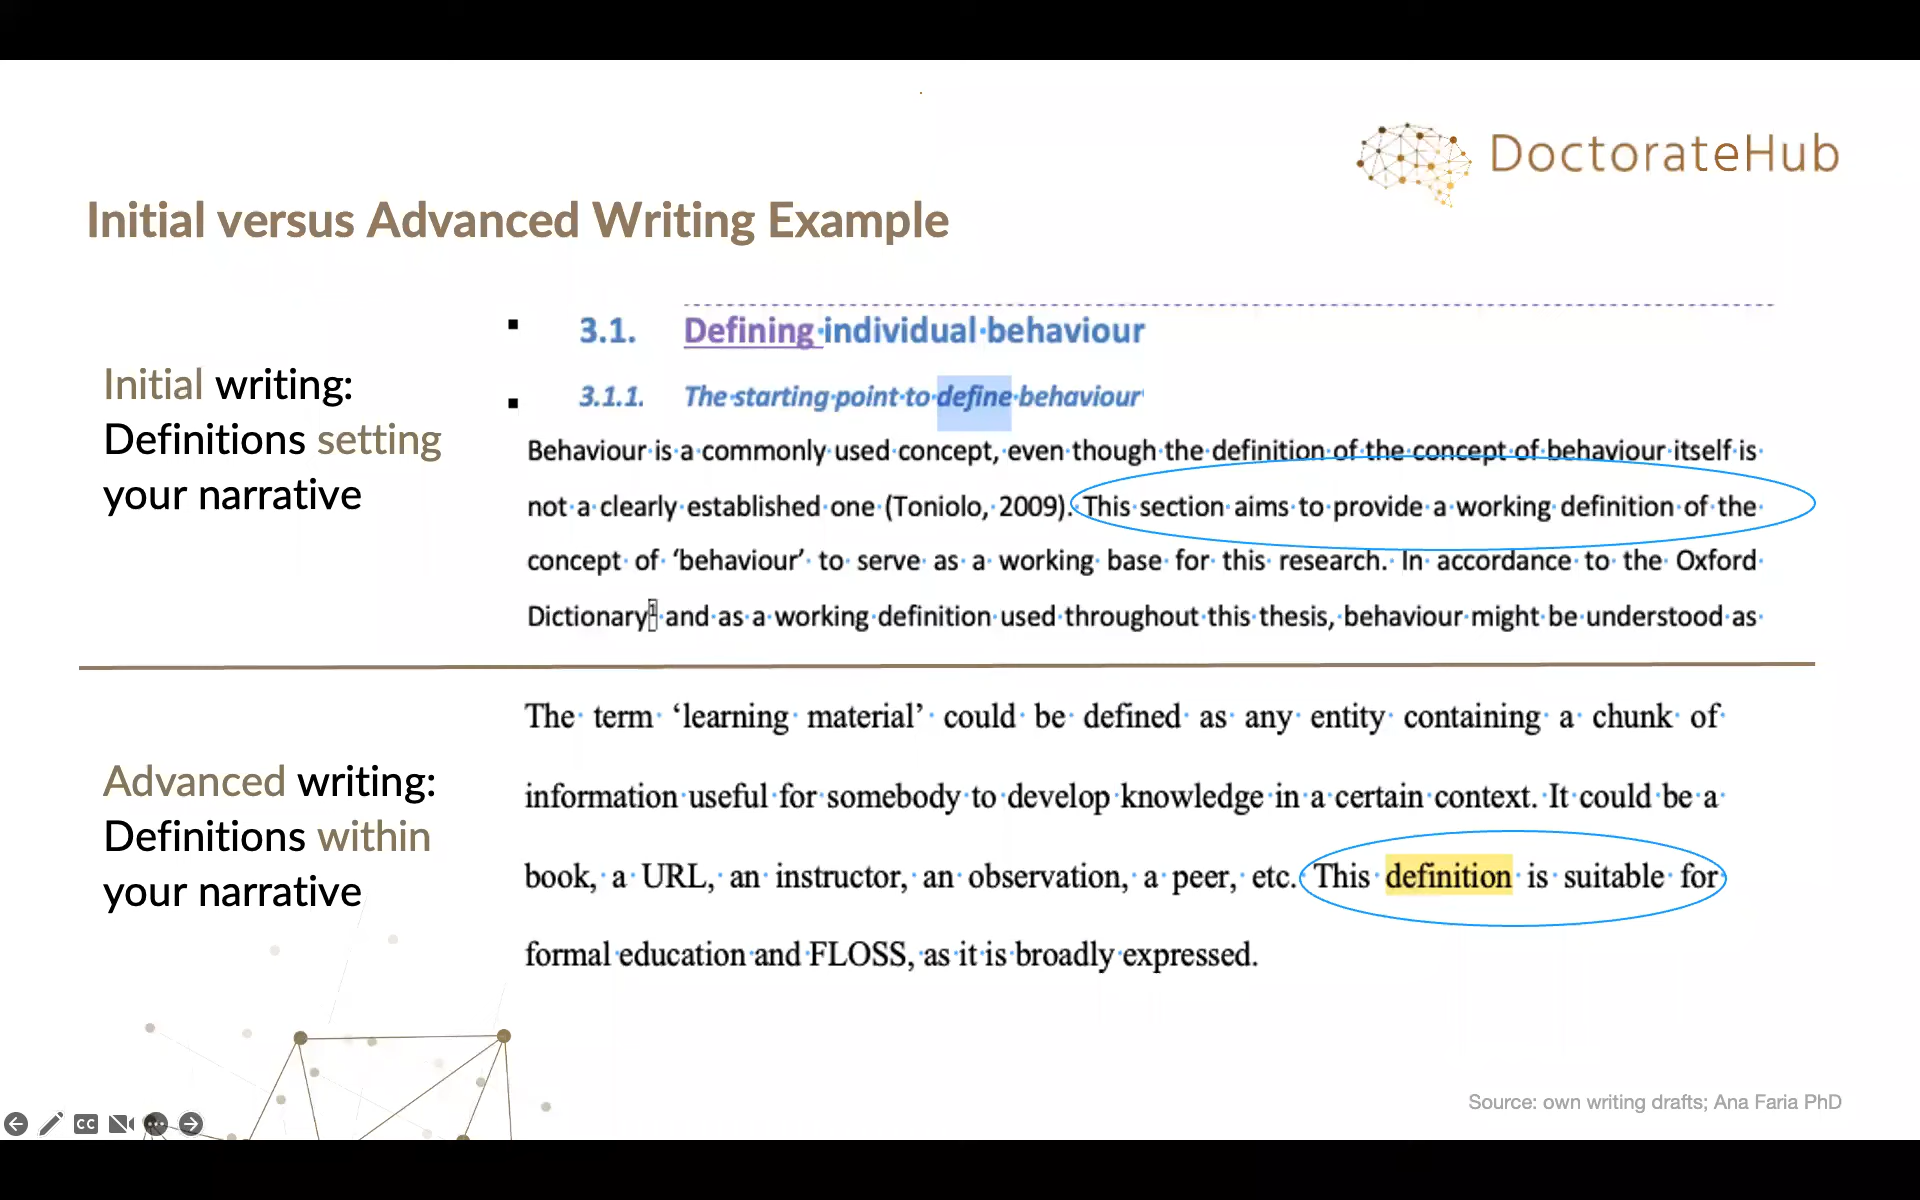 DoctorateHub
Initial versus Advanced Writing Example
Initial writing:
Definitions setting
your narrative
3.1. Defining individual behaviour
3.1.1. The starting point to define behaviour
Behaviour is a commonly used concept, even though the definition of the concept of behaviour itself is
not a clearly established one (Toniolo, 2009). This section aims to provide a working definition of the
concept of ‘behaviour’ to serve as a working base for this research. In accordance to the Oxford
Dictionary1 and as a working definition used throughout this thesis, behaviour might be understood as
Advanced writing:
Definitions within
your narrative
The term ‘learning material’ could be defined as any entity containing a chunk of
information useful for somebody to develop knowledge in a certain context. It could be a
book, a URL, an instructor, an observation, a peer, etc. This definition is suitable for
formal education and FLOSS, as it is broadly expressed.
Source: own writing drafts; Ana Faria PhD
CC